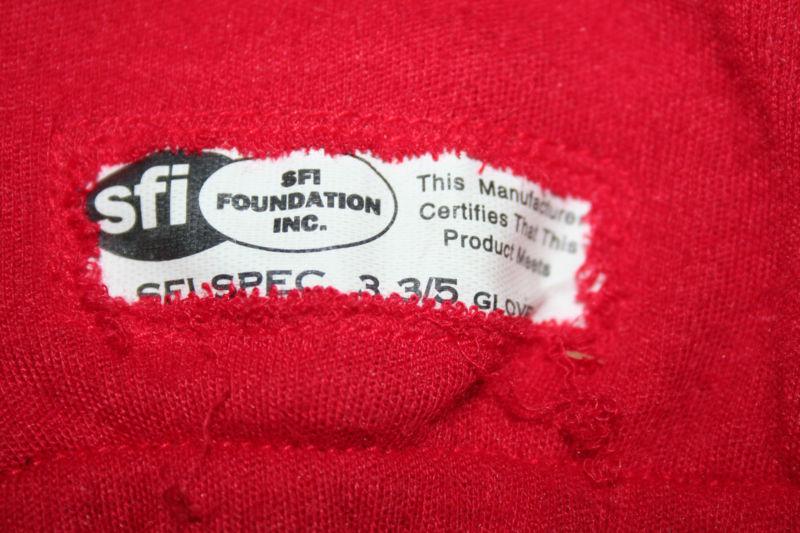 sfi
SFI
FOUNDATION
INC.
This Manufacturer
Certifies That This
Product Meets
SFI SPEC 3.3/5 GLOVE